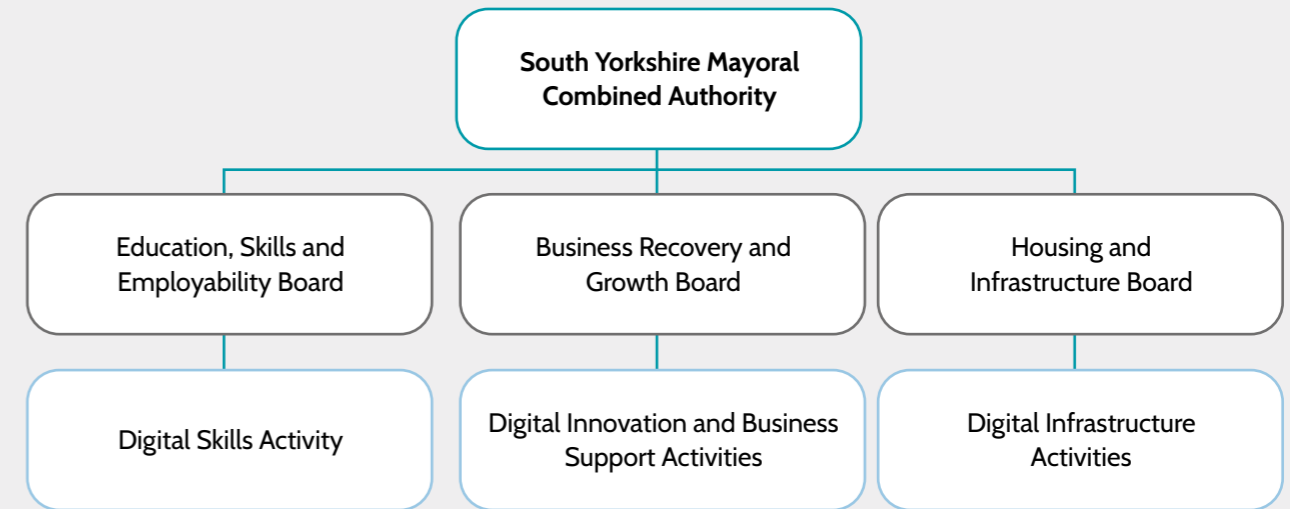 South Yorkshire Mayoral
Combined Authority
Education, Skills and
Employability Board
Business Recovery and
Growth Board
Housing and
Infrastructure Board
Digital Skills Activity
Digital Innovation and Business
Support Activities
Digital Infrastructure
Activities